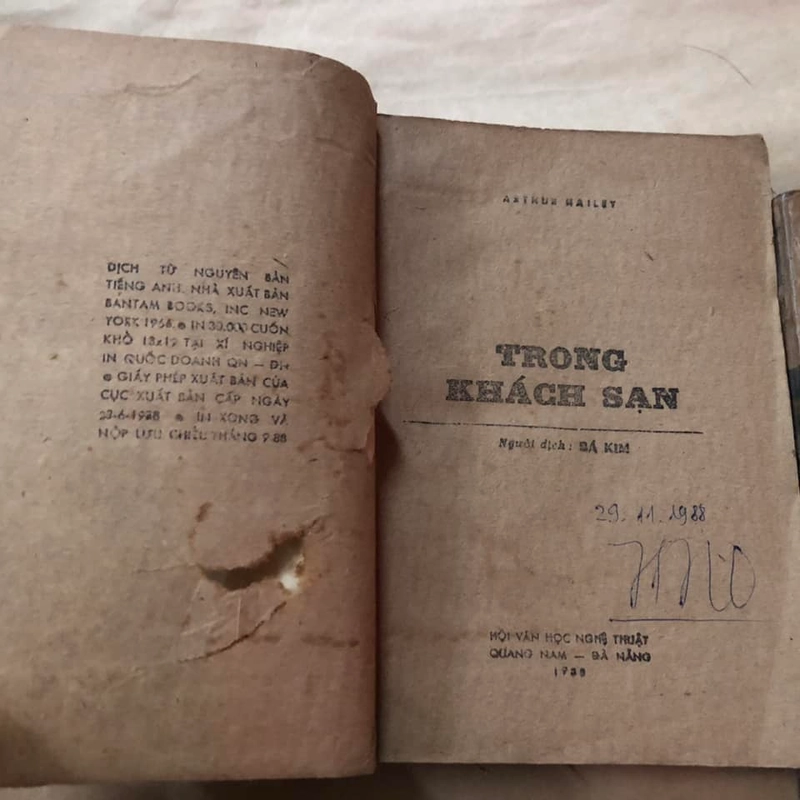 DỊCH TỪ NGUYÊN BẢN
TIẾNG ANH. NHÀ XUẤT BẢN
BANTAM BOOKS, INC NEW
YORK 1968. ● IN 30.000 CUỐN
KHỔ 13x19 TẠI XÍ NGHIỆP
IN QUỐC DOANH QN — ĐN
● GIẤY PHÉP XUẤT BẢN CỦA
CỤC XUẤT BẢN CẤP NGÀY
23-6-1988 ● IN XONG VÀ
NỘP LƯU CHIỂU THÁNG 9-88
ARTHUR HAILEY
TRONG
KHÁCH SẠN
Người dịch: BÁ KIM
29.11.1988
HỘI VĂN HỌC NGHỆ THUẬT
QUANG NAM — ĐÀ NẴNG
1988